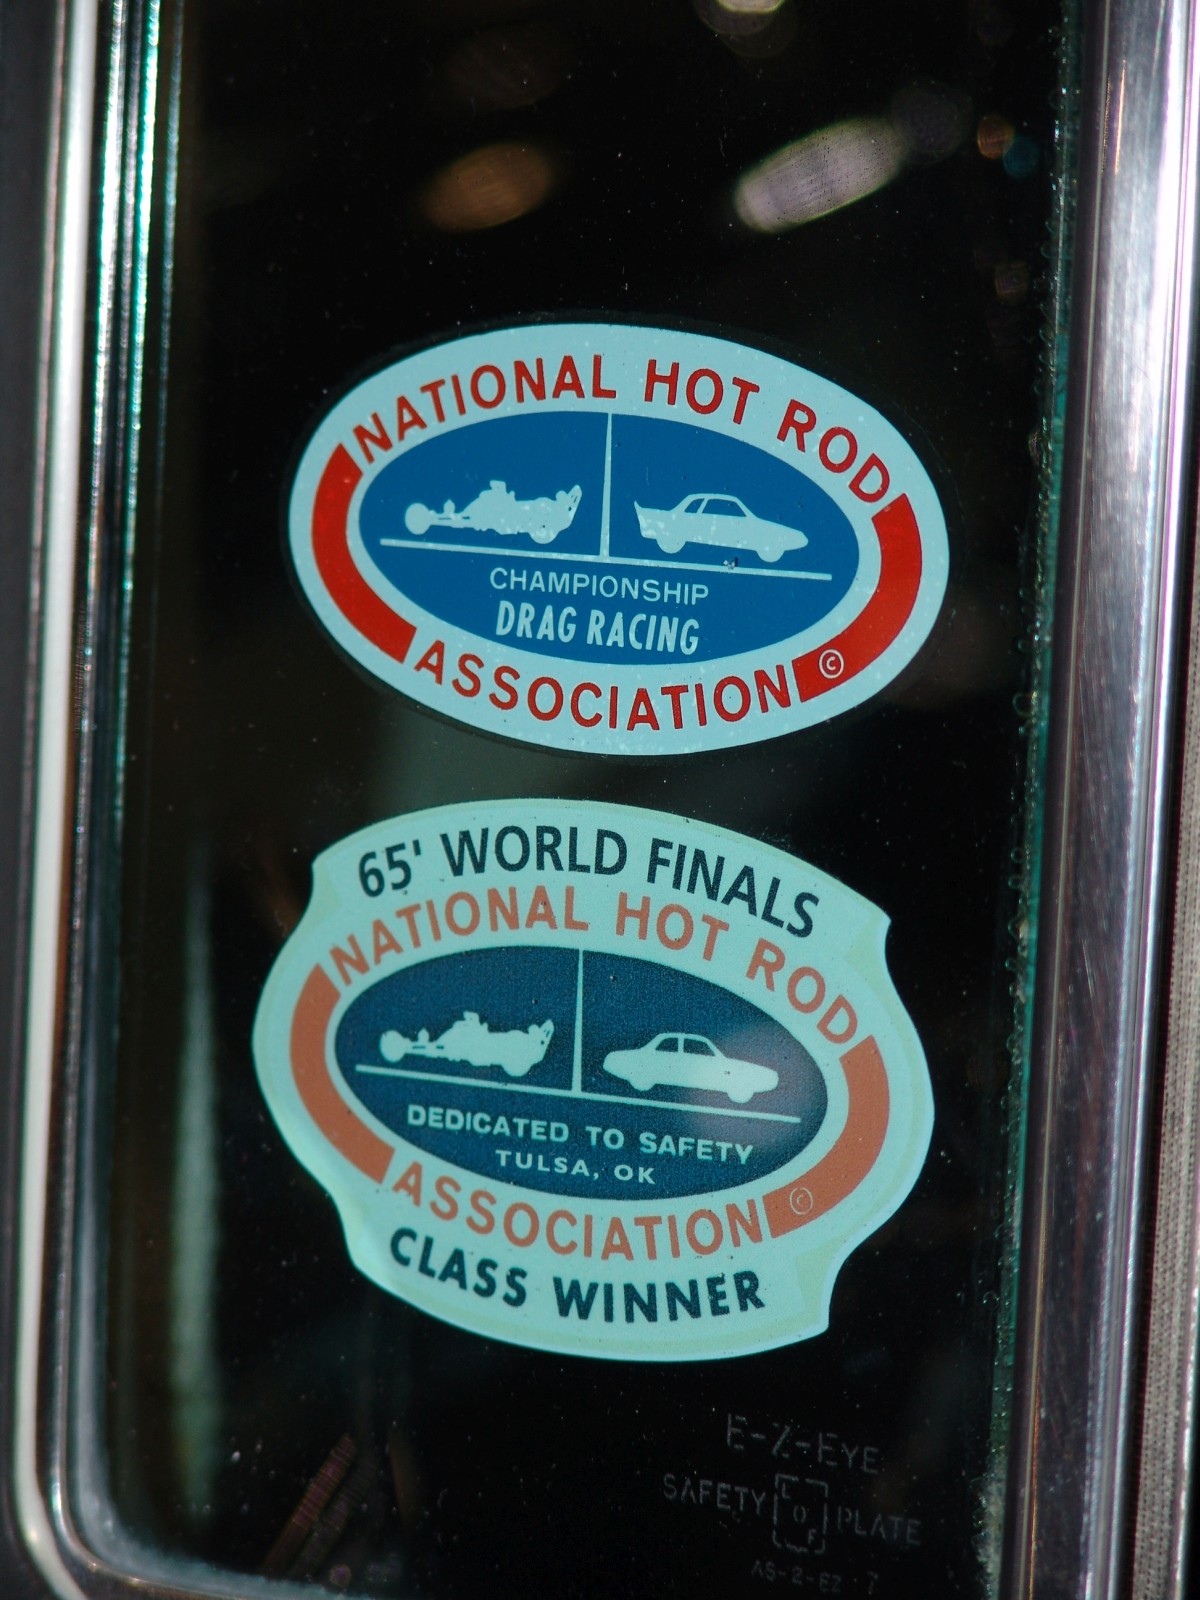 NATIONAL HOT ROD
CHAMPIONSHIP
DRAG RACING
ASSOCIATION ©
65' WORLD FINALS
NATIONAL HOT ROD
DEDICATED TO SAFETY
TULSA, OK
ASSOCIATION ©
CLASS WINNER
E-Z-EYE
SAFETY LOF PLATE